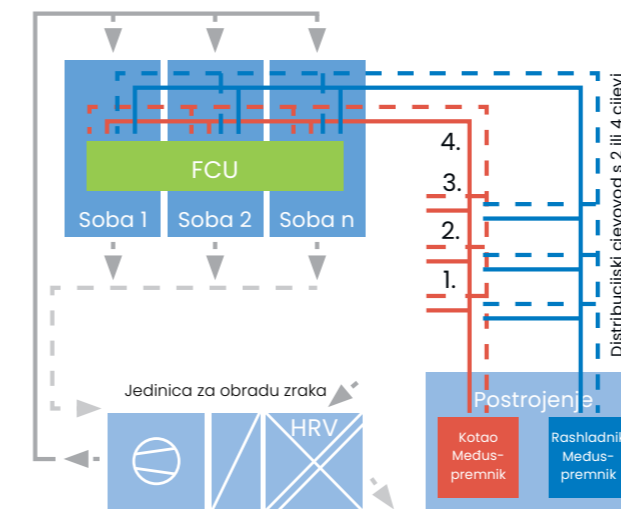 4.
FCU
3.
Soba 1
Soba 2
Soba n
2.
1.
Distribucijski cjevovod s 2 ili 4 cijevi
Jedinica za obradu zraka
HRV
Postrojenje
Kotao
Međus-
premnik
Rashladnik
Međus-
premnik